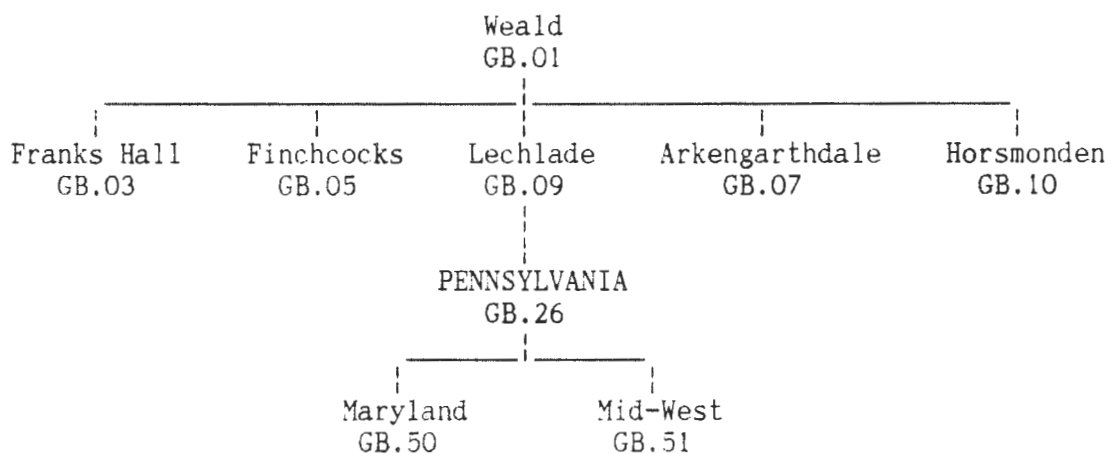 Weald
GB.01
Franks Hall Finchcocks Lechlade Arkengarthdale Horsmonden
GB.03 GB.05 GB.09 GB.07 GB.10
PENNSYLVANIA
GB.26
Maryland Mid-West
GB.50 GB.51